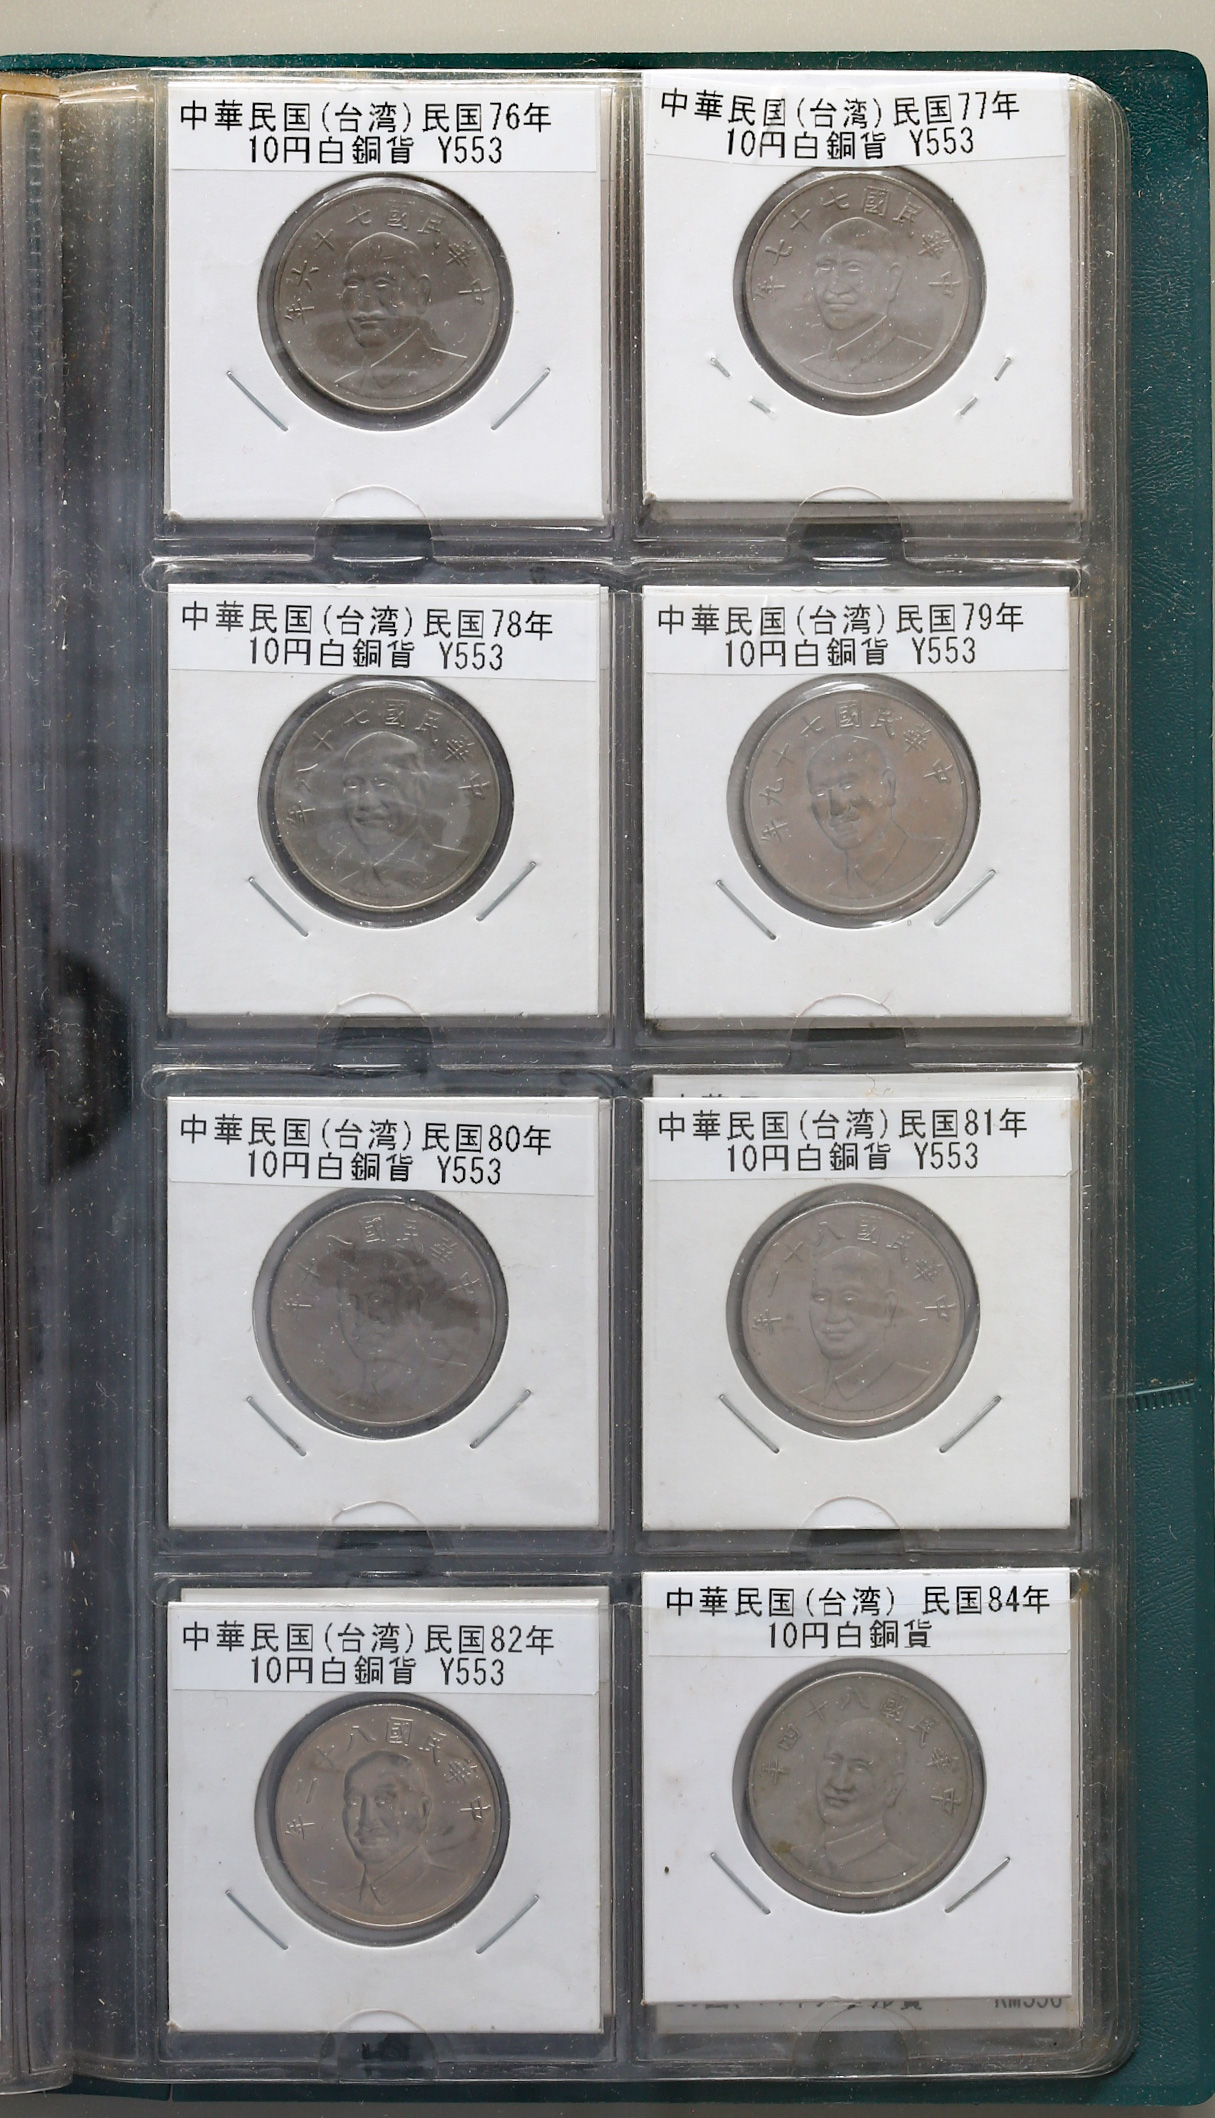 中華民国(台湾)民国76年
10円白銅貨 Y553
年六十七國民華中
中華民国(台湾)民国77年
10円白銅貨 Y553
年七十七國民華中
中華民国(台湾)民国78年
10円白銅貨 Y553
年八十七國民華中
中華民国(台湾)民国79年
10円白銅貨 Y553
年九十七國民華中
中華民国(台湾)民国80年
10円白銅貨 Y553
年十八國民華中
中華民国(台湾)民国81年
10円白銅貨 Y553
年一十八國民華中
中華民国(台湾)民国82年
10円白銅貨 Y553
年二十八國民華中
中華民国(台湾) 民国84年
10円白銅貨
年四十八國民華中